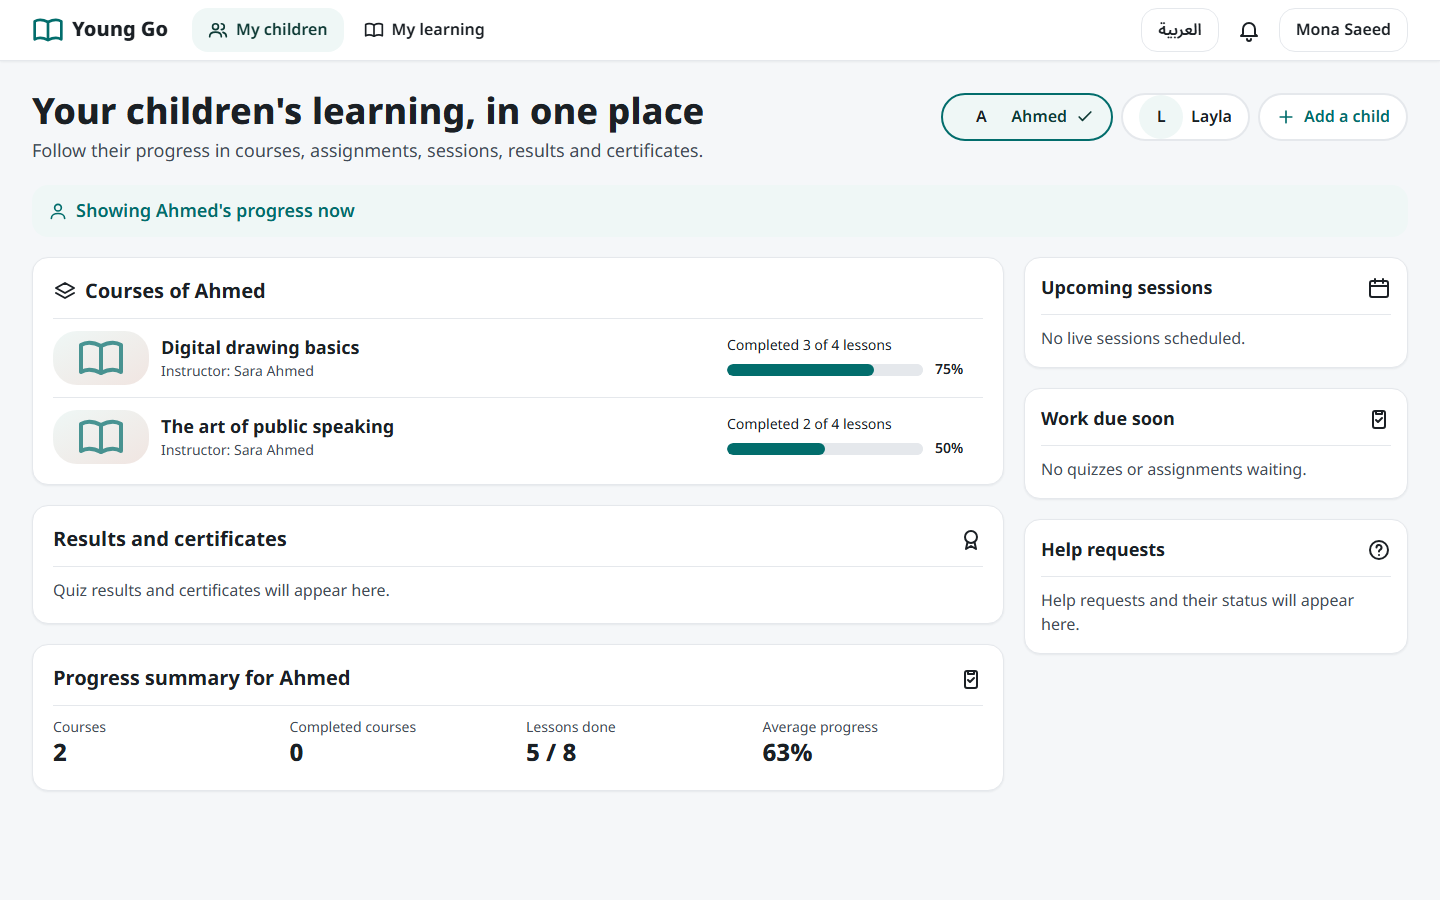 Young Go
My children
My learning
العربية
Mona Saeed
Your children's learning, in one place
Follow their progress in courses, assignments, sessions, results and certificates.
A Ahmed
L Layla
Add a child
Showing Ahmed's progress now
Courses of Ahmed
Digital drawing basics
Instructor: Sara Ahmed
Completed 3 of 4 lessons
75%
The art of public speaking
Instructor: Sara Ahmed
Completed 2 of 4 lessons
50%
Results and certificates
Quiz results and certificates will appear here.
Progress summary for Ahmed
Courses
2
Completed courses
0
Lessons done
5 / 8
Average progress
63%
Upcoming sessions
No live sessions scheduled.
Work due soon
No quizzes or assignments waiting.
Help requests
Help requests and their status will appear
here.